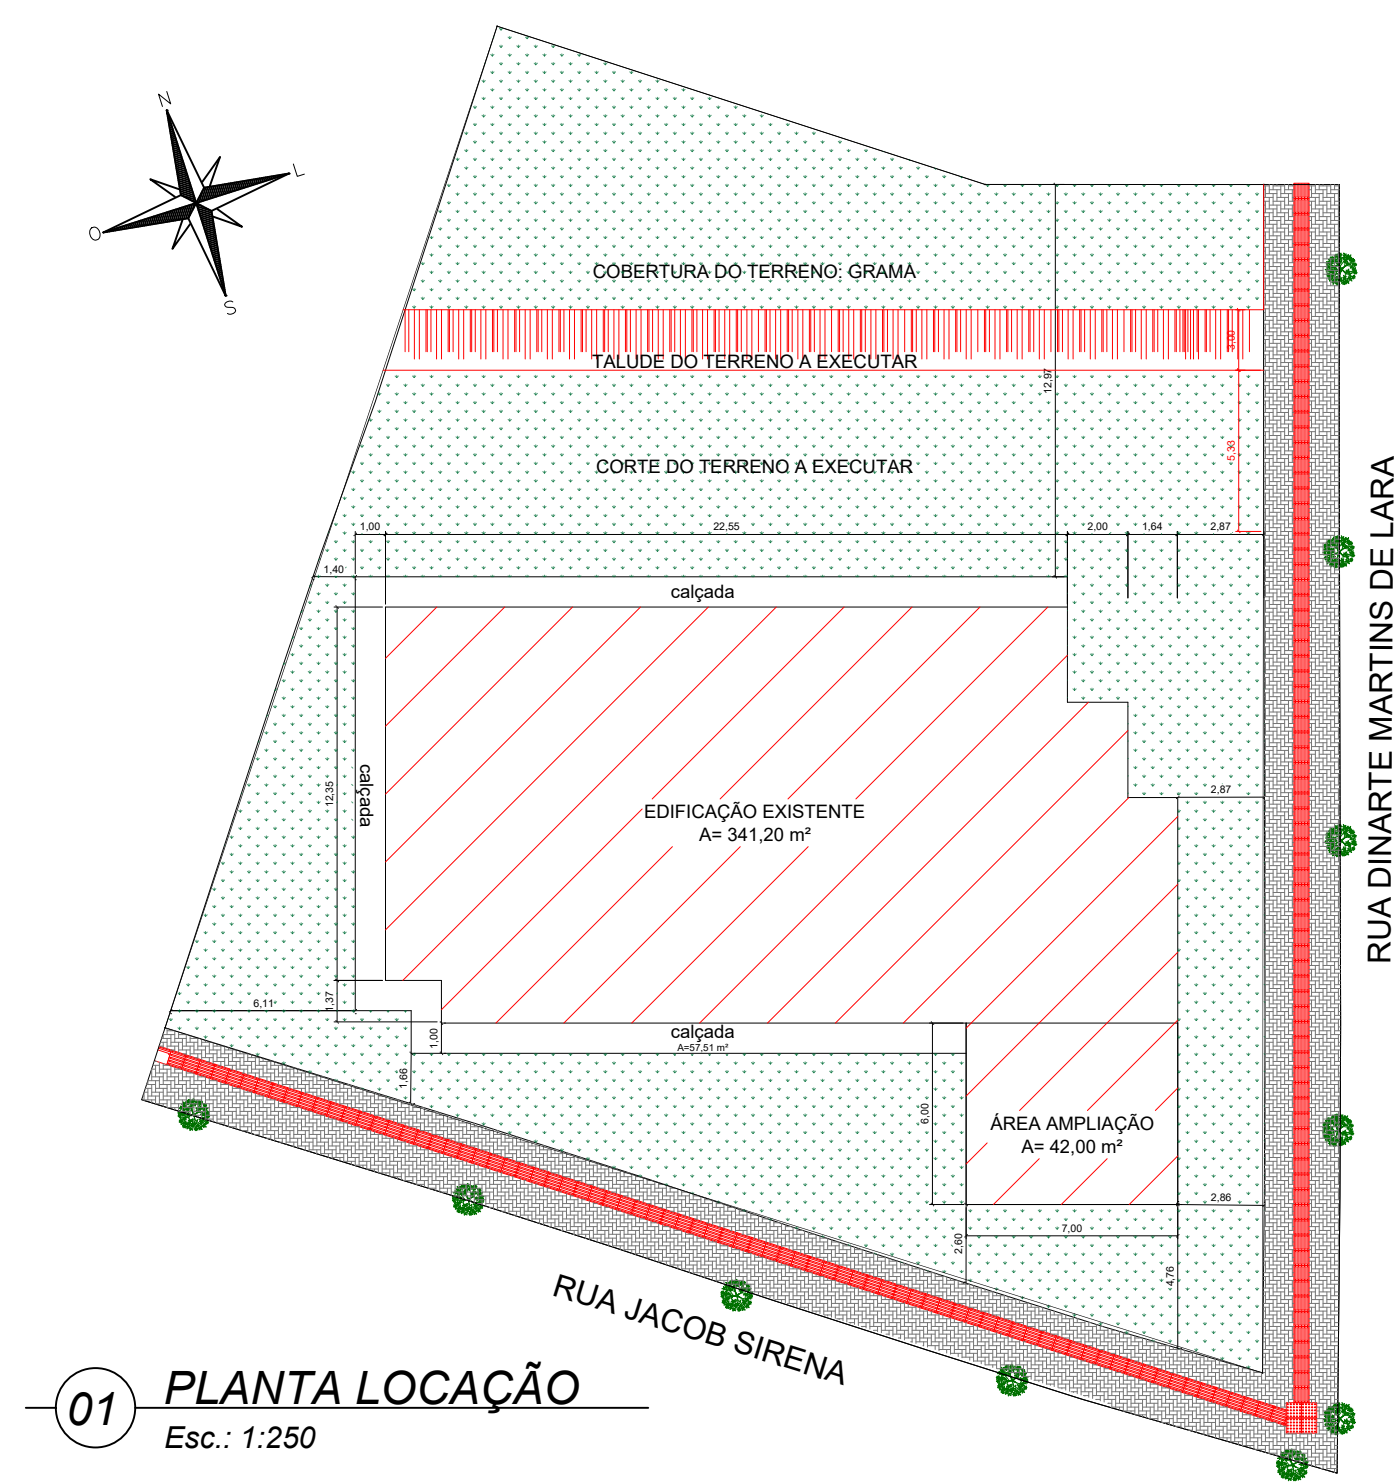 N
L
O
S
COBERTURA DO TERRENO: GRAMA
3,00
TALUDE DO TERRENO A EXECUTAR
12,97
5,33
CORTE DO TERRENO A EXECUTAR
1,00
22,55
2,00
1,64
2,87
1,40
calçada
12,35
calçada
2,87
EDIFICAÇÃO EXISTENTE
A= 341,20 m²
RUA DINARTE MARTINS DE LARA
6,11
1,37
1,00
calçada
A=57,51 m²
1,66
6,00
ÁREA AMPLIAÇÃO
A= 42,00 m²
2,86
7,00
2,60
4,76
RUA JACOB SIRENA
01
PLANTA LOCAÇÃO
Esc.: 1:250